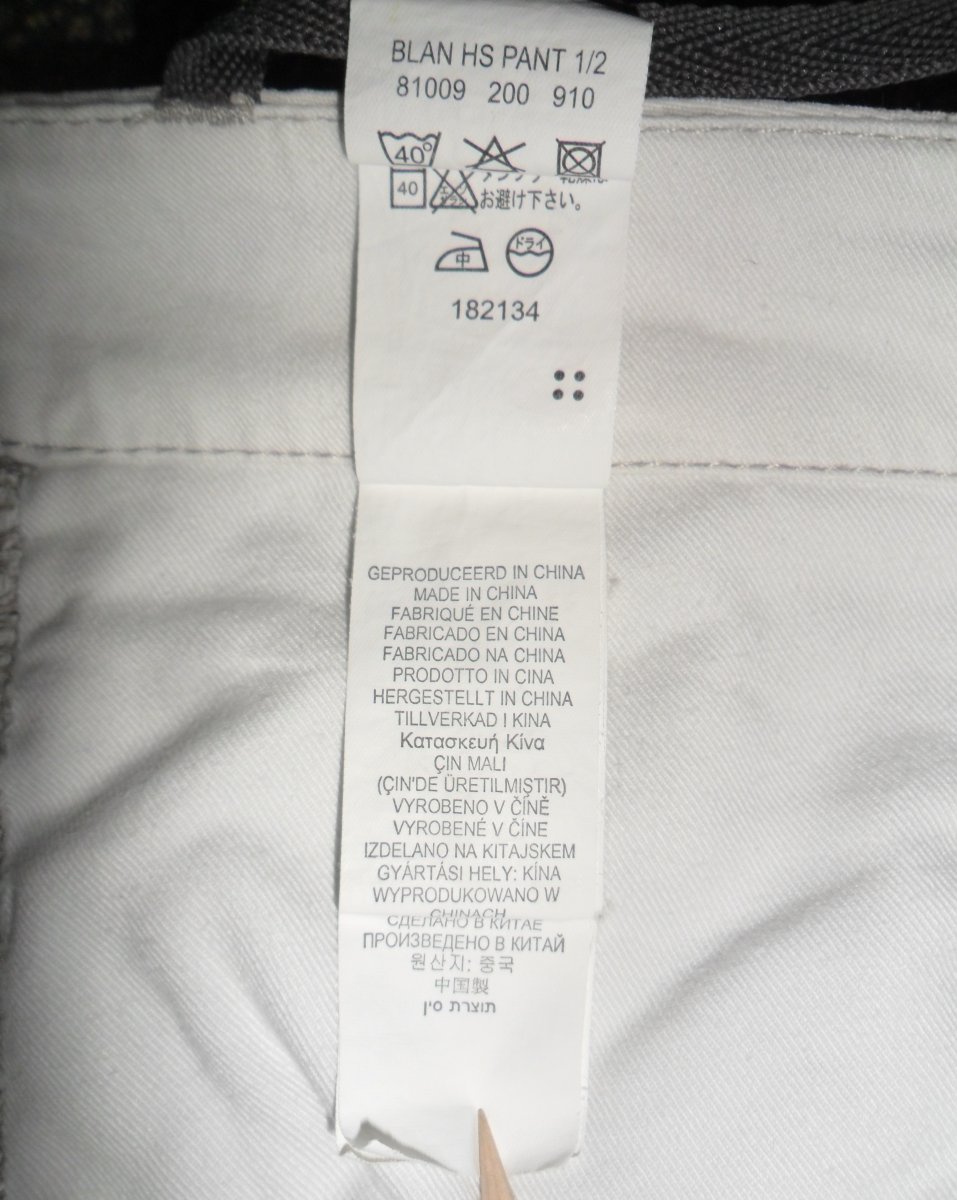 BLAN HS PANT 1/2
81009 200 910
40°
40
お避け下さい。
中 ドライ
182134
GEPRODUCEERD IN CHINA
MADE IN CHINA
FABRIQUÉ EN CHINE
FABRICADO EN CHINA
FABRICADO NA CHINA
PRODOTTO IN CINA
HERGESTELLT IN CHINA
TILLVERKAD I KINA
Κατασκευή Κίνα
ÇIN MALI
(ÇIN'DE ÜRETILMIŞTIR)
VYROBENO V ČÍNĚ
VYROBENÉ V ČÍNE
IZDELANO NA KITAJSKEM
GYÁRTÁSI HELY: KÍNA
WYPRODUKOWANO W
CHINACH
СДЕЛАНО В КИТАЕ
ПРОИЗВЕДЕНО В КИТАЙ
원산지: 중국
中国製
תוצרת סין